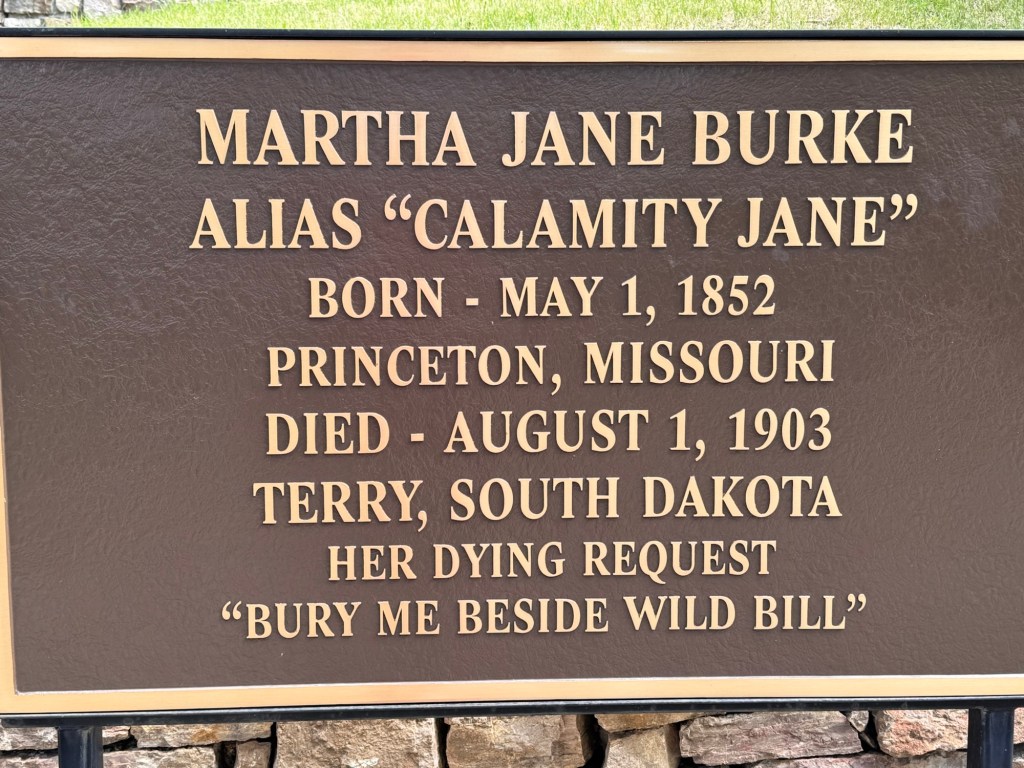 MARTHA JANE BURKE
ALIAS “CALAMITY JANE”
BORN - MAY 1, 1852
PRINCETON, MISSOURI
DIED - AUGUST 1, 1903
TERRY, SOUTH DAKOTA
HER DYING REQUEST
“BURY ME BESIDE WILD BILL”